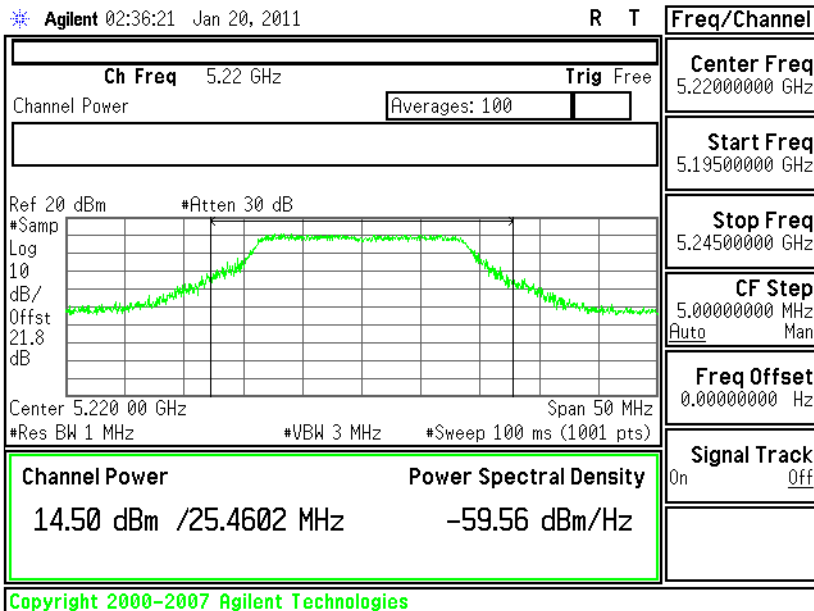 Agilent 02:36:21 Jan 20, 2011 R T
Freq/Channel
Ch Freq 5.22 GHz Trig Free
Channel Power Averages: 100
Center Freq
5.22000000 GHz
Start Freq
5.19500000 GHz
Stop Freq
5.24500000 GHz
CF Step
5.00000000 MHz
Auto Man
Freq Offset
0.00000000 Hz
Signal Track
On Off
Ref 20 dBm #Atten 30 dB
#Samp
Log
10
dB/
Offst
21.8
dB
Center 5.220 00 GHz Span 50 MHz
#Res BW 1 MHz #VBW 3 MHz #Sweep 100 ms (1001 pts)
Channel Power Power Spectral Density
14.50 dBm /25.4602 MHz -59.56 dBm/Hz
Copyright 2000-2007 Agilent Technologies